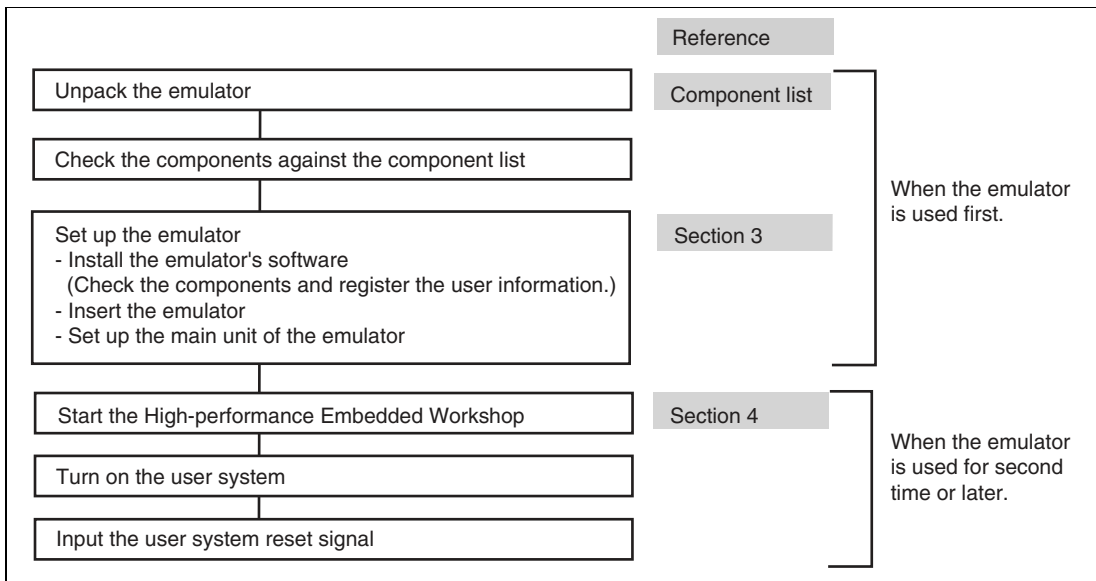 Reference
Unpack the emulator
Component list
Check the components against the component list
Set up the emulator
- Install the emulator's software
(Check the components and register the user information.)
- Insert the emulator
- Set up the main unit of the emulator
Section 3
When the emulator
is used first.
Start the High-performance Embedded Workshop
Section 4
Turn on the user system
Input the user system reset signal
When the emulator
is used for second
time or later.